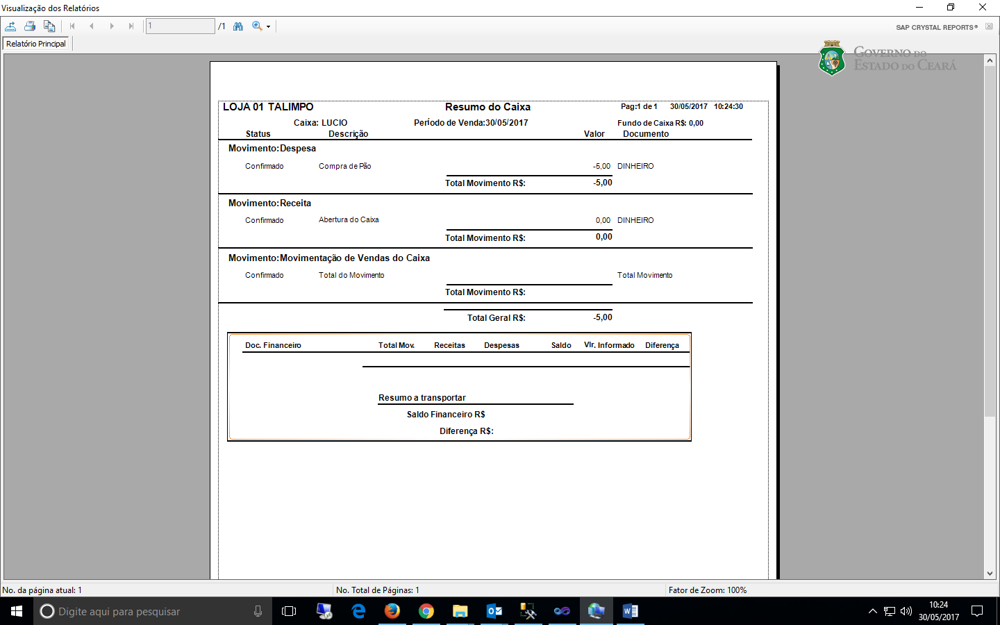 Visualização dos Relatórios
1 /1
SAP CRYSTAL REPORTS®
Relatório Principal
GOVERNO DO
ESTADO DO CEARÁ
LOJA 01 TALIMPO Resumo do Caixa Pag:1 de 1 30/05/2017 10:24:30
Caixa: LUCIO Período de Venda:30/05/2017 Fundo de Caixa R$: 0,00
Status Descrição Valor Documento
Movimento:Despesa
Confirmado Compra de Pão -5,00 DINHEIRO
Total Movimento R$: -5,00
Movimento:Receita
Confirmado Abertura do Caixa 0,00 DINHEIRO
Total Movimento R$: 0,00
Movimento:Movimentação de Vendas do Caixa
Confirmado Total do Movimento Total Movimento
Total Movimento R$:
Total Geral R$: -5,00
Doc. Financeiro Total Mov. Receitas Despesas Saldo Vlr. Informado Diferença
Resumo a transportar
Saldo Financeiro R$
Diferença R$:
No. da página atual: 1 No. Total de Páginas: 1 Fator de Zoom: 100%
Digite aqui para pesquisar
10:24
30/05/2017